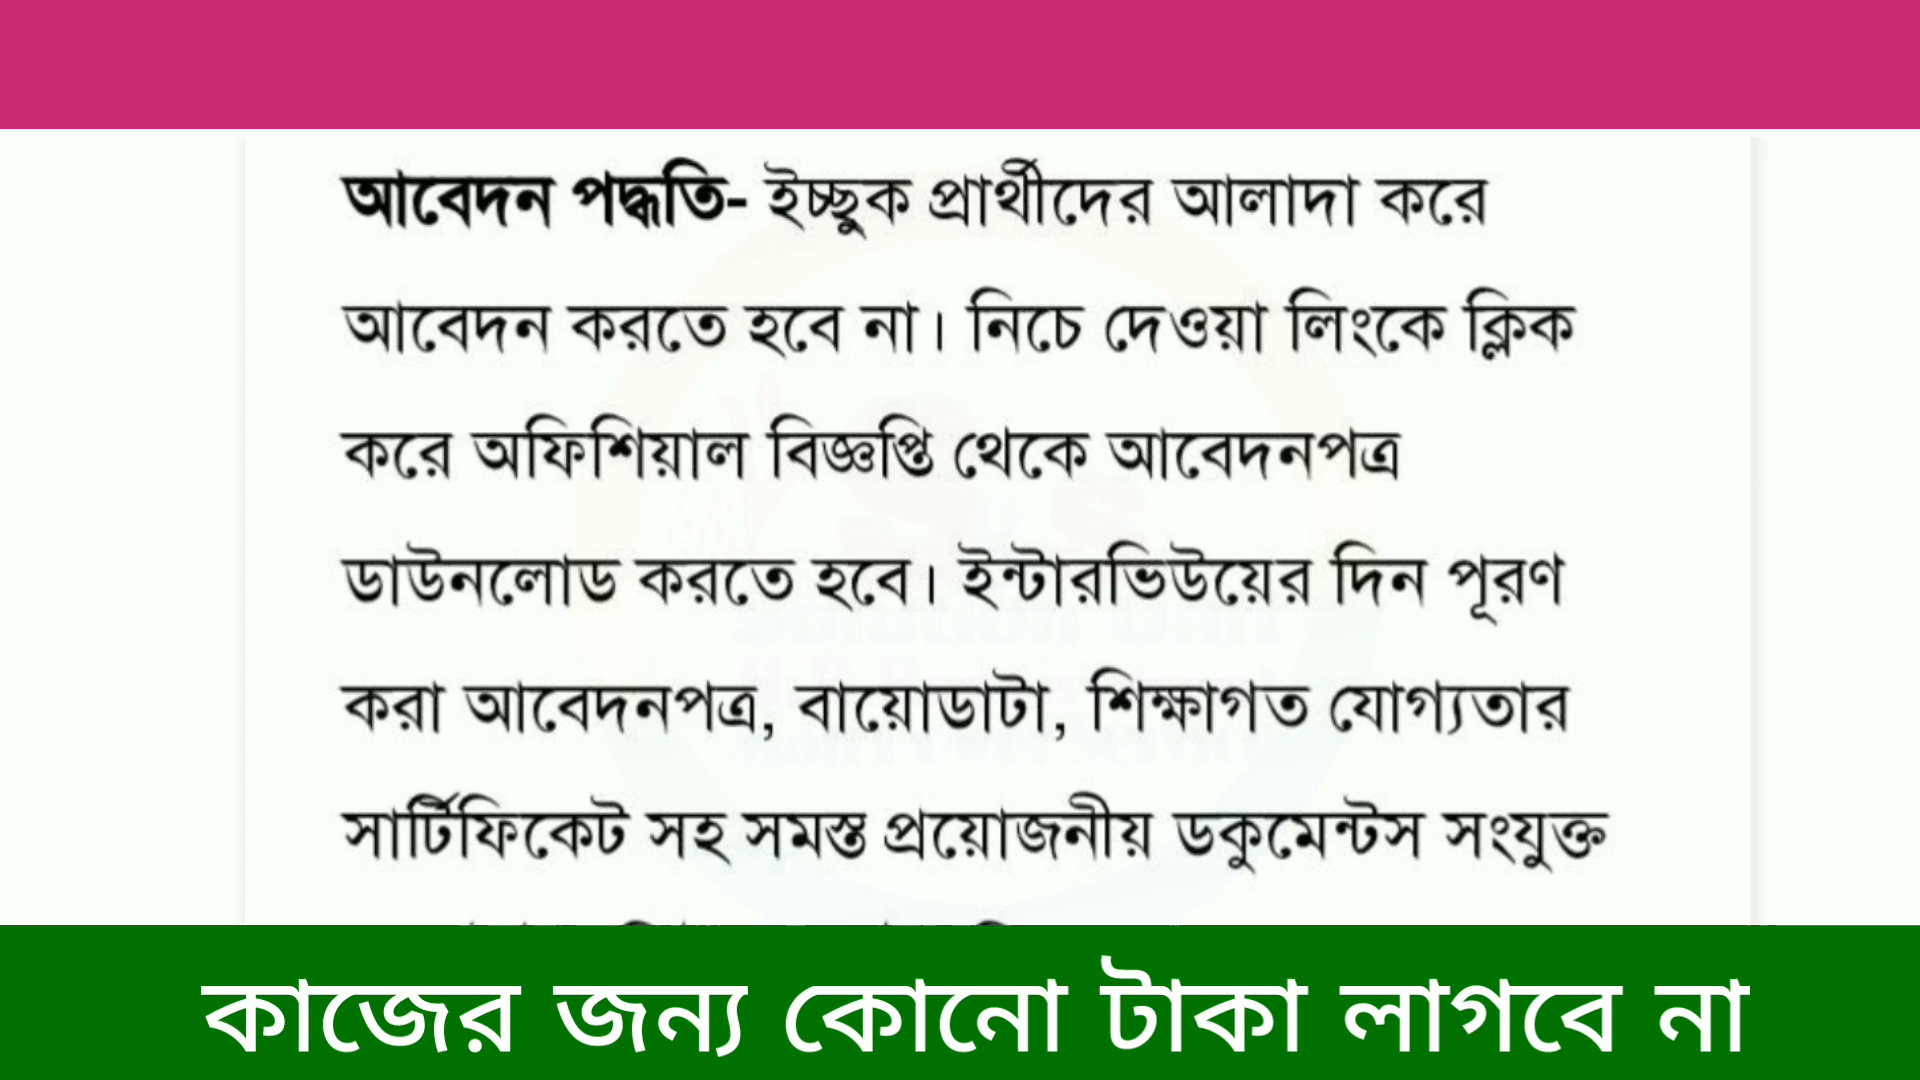 আবেদন পদ্ধতি- ইচ্ছুক প্রার্থীদের আলাদা করে
আবেদন করতে হবে না। নিচে দেওয়া লিংকে ক্লিক
করে অফিশিয়াল বিজ্ঞপ্তি থেকে আবেদনপত্র
ডাউনলোড করতে হবে। ইন্টারভিউয়ের দিন পূরণ
করা আবেদনপত্র, বায়োডাটা, শিক্ষাগত যোগ্যতার
সার্টিফিকেট সহ সমস্ত প্রয়োজনীয় ডকুমেন্টস সংযুক্ত
কাজের জন্য কোনো টাকা লাগবে না